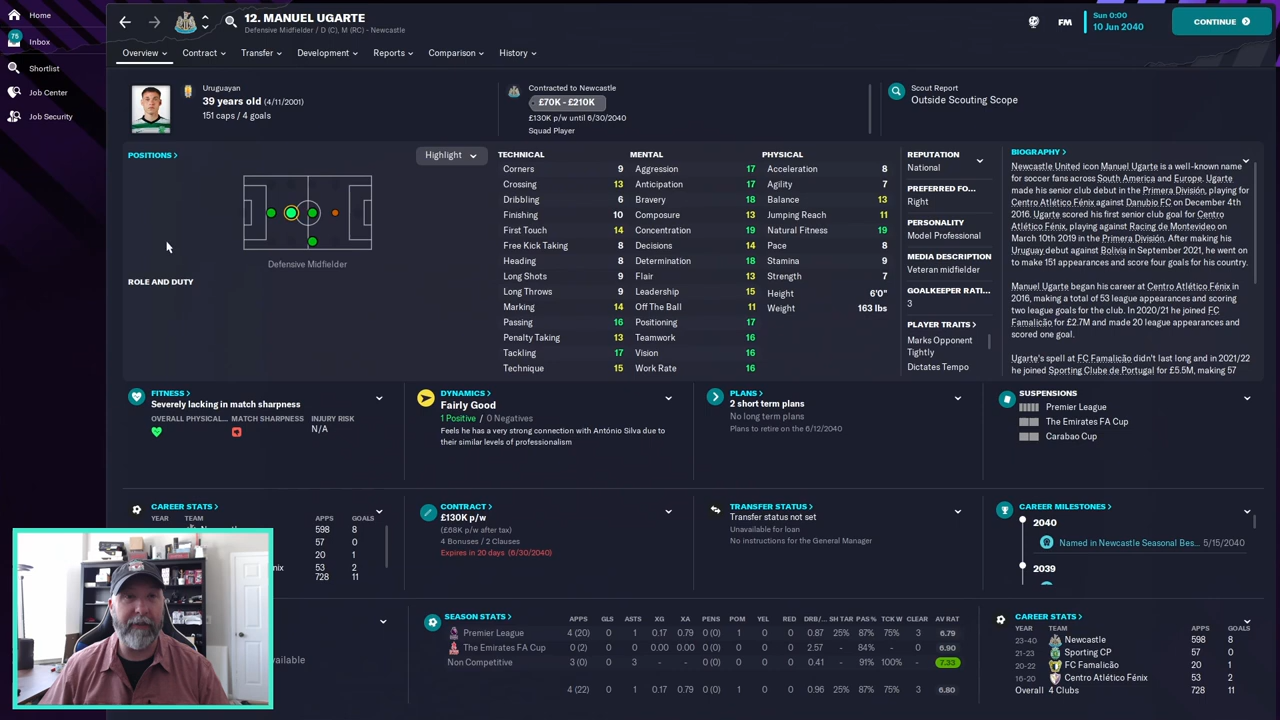 Home
12. MANUEL UGARTE
Defensive Midfielder / D (C), M (RC) - Newcastle
FM
Sun 0:00
10 Jun 2040
CONTINUE
75
Inbox
Shortlist
Job Center
Job Security
Overview
Contract
Transfer
Development
Reports
Comparison
History
Uruguayan
39 years old (4/11/2001)
151 caps / 4 goals
Contracted to Newcastle
£70K - £210K
£130K p/w until 6/30/2040
Squad Player
Scout Report
Outside Scouting Scope
POSITIONS
Highlight
Defensive Midfielder
ROLE AND DUTY
TECHNICAL
Corners 9
Crossing 13
Dribbling 6
Finishing 10
First Touch 14
Free Kick Taking 8
Heading 8
Long Shots 9
Long Throws 9
Marking 14
Passing 16
Penalty Taking 13
Tackling 17
Technique 15
MENTAL
Aggression 17
Anticipation 17
Bravery 18
Composure 13
Concentration 19
Decisions 14
Determination 18
Flair 13
Leadership 15
Off The Ball 11
Positioning 17
Teamwork 16
Vision 16
Work Rate 16
PHYSICAL
Acceleration 8
Agility 7
Balance 13
Jumping Reach 11
Natural Fitness 19
Pace 8
Stamina 9
Strength 7
Height 6'0"
Weight 163 lbs
REPUTATION
National
PREFERRED FO...
Right
PERSONALITY
Model Professional
MEDIA DESCRIPTION
Veteran midfielder
GOALKEEPER RATI...
3
PLAYER TRAITS
Marks Opponent
Tightly
Dictates Tempo
BIOGRAPHY
Newcastle United icon Manuel Ugarte is a well-known name
for soccer fans across South America and Europe. Ugarte
made his senior club debut in the Primera División, playing for
Centro Atlético Fénix against Danubio FC on December 4th
2016. Ugarte scored his first senior club goal for Centro
Atlético Fénix, playing against Racing de Montevideo on
March 10th 2019 in the Primera División. After making his
Uruguay debut against Bolivia in September 2021, he went on
to make 151 appearances and score four goals for his country.
Manuel Ugarte began his career at Centro Atlético Fénix in
2016, making a total of 53 league appearances and scoring
two league goals for the club. In 2020/21 he joined FC
Famalicão for £2.7M and made 20 league appearances and
scored one goal.
Ugarte's spell at FC Famalicão didn't last long and in 2021/22
he joined Sporting Clube de Portugal for £5.5M, making 57
FITNESS
Severely lacking in match sharpness
OVERALL PHYSICAL... MATCH SHARPNESS INJURY RISK
N/A
DYNAMICS
Fairly Good
1 Positive / 0 Negatives
Feels he has a very strong connection with António Silva due to
their similar levels of professionalism
PLANS
2 short term plans
No long term plans
Plans to retire on the 6/12/2040
SUSPENSIONS
Premier League
The Emirates FA Cup
Carabao Cup
CAREER STATS
YEAR TEAM APPS GOALS
598 8
57 0
20 1
nix 53 2
728 11
CONTRACT
£130K p/w
(£68K p/w after tax)
4 Bonuses / 2 Clauses
Expires in 20 days (6/30/2040)
TRANSFER STATUS
Transfer status not set
Unavailable for loan
No instructions for the General Manager
CAREER MILESTONES
2040
Named in Newcastle Seasonal Bes... 5/15/2040
2039
vailable
SEASON STATS APPS GLS ASTS XG XA PENS POM YEL RED DRB/... SH TAR PAS % TCK W CLEAR AV RAT
Premier League 4 (20) 0 1 0.17 0.79 0 (0) 1 0 0 0.87 25% 87% 75% 3 6.79
The Emirates FA Cup 0 (2) 0 0 0.00 0.00 0 (0) 0 0 0 2.57 - 84% - 0 6.90
Non Competitive 3 (0) 0 3 - - 0 (0) 0 0 0 0.41 - 91% 100% - 7.33
4 (22) 0 1 0.17 0.79 0 (0) 1 0 0 0.96 25% 87% 75% 3 6.80
CAREER STATS
YEAR TEAM APPS GOALS
23-40 Newcastle 598 8
21-23 Sporting CP 57 0
20-22 FC Famalicão 20 1
16-20 Centro Atlético Fénix 53 2
Overall 4 Clubs 728 11